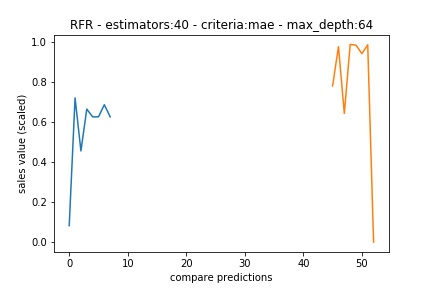 RFR - estimators:40 - criteria:mae - max_depth:64
1.0
0.8
0.6
0.4
0.2
0.0
sales value (scaled)
0 10 20 30 40 50
compare predictions